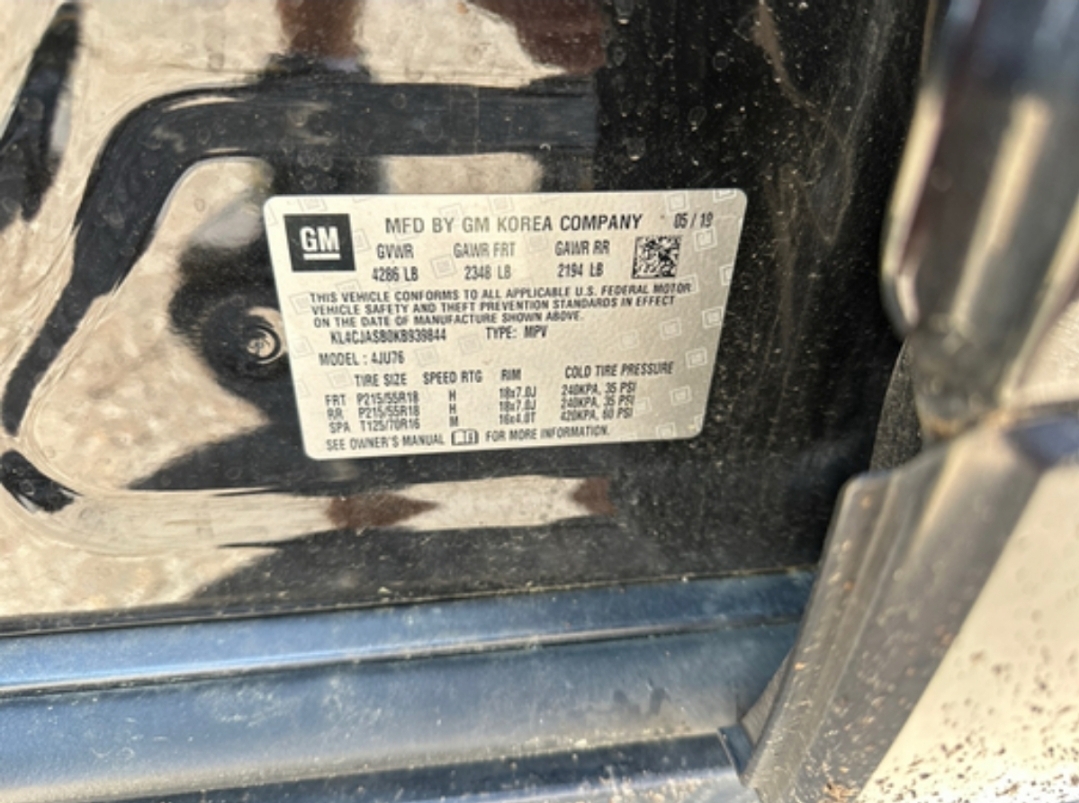 GM
MFD BY GM KOREA COMPANY 05 / 19
GVWR GAWR FRT GAWR RR
4286 LB 2348 LB 2194 LB
THIS VEHICLE CONFORMS TO ALL APPLICABLE U.S. FEDERAL MOTOR
VEHICLE SAFETY AND THEFT PREVENTION STANDARDS IN EFFECT
ON THE DATE OF MANUFACTURE SHOWN ABOVE.
KL4CJASB0KB939844 TYPE: MPV
MODEL : 4JU76
TIRE SIZE SPEED RTG RIM COLD TIRE PRESSURE
FRT P215/55R18 H 18x7.0J 240KPA, 35 PSI
RR P215/55R18 H 18x7.0J 240KPA, 35 PSI
SPA T125/70R16 M 16x4.0T 420KPA, 60 PSI
SEE OWNER'S MANUAL FOR MORE INFORMATION.